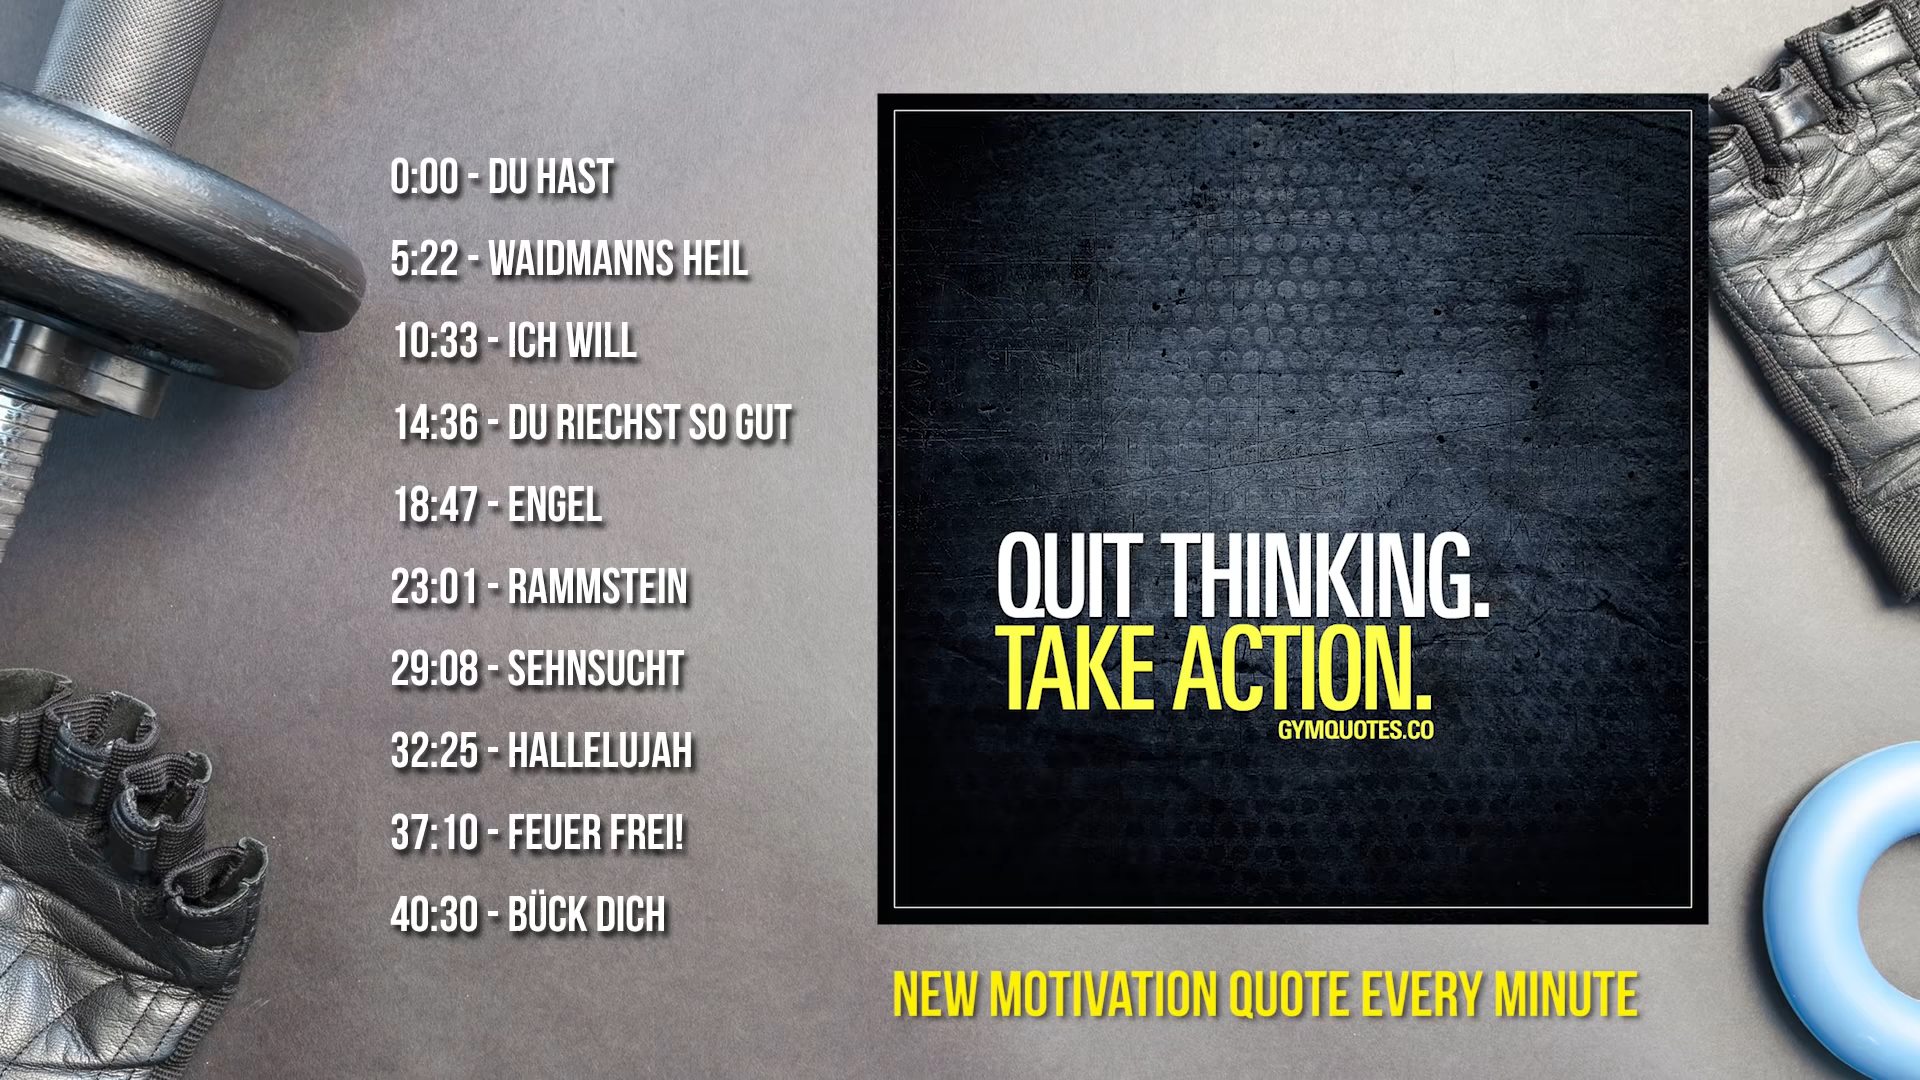 0:00 - DU HAST
5:22 - WAIDMANNS HEIL
10:33 - ICH WILL
14:36 - DU RIECHST SO GUT
18:47 - ENGEL
23:01 - RAMMSTEIN
29:08 - SEHNSUCHT
32:25 - HALLELUJAH
37:10 - FEUER FREI!
40:30 - BÜCK DICH
QUIT THINKING.
TAKE ACTION.
GYMQUOTES.CO
NEW MOTIVATION QUOTE EVERY MINUTE